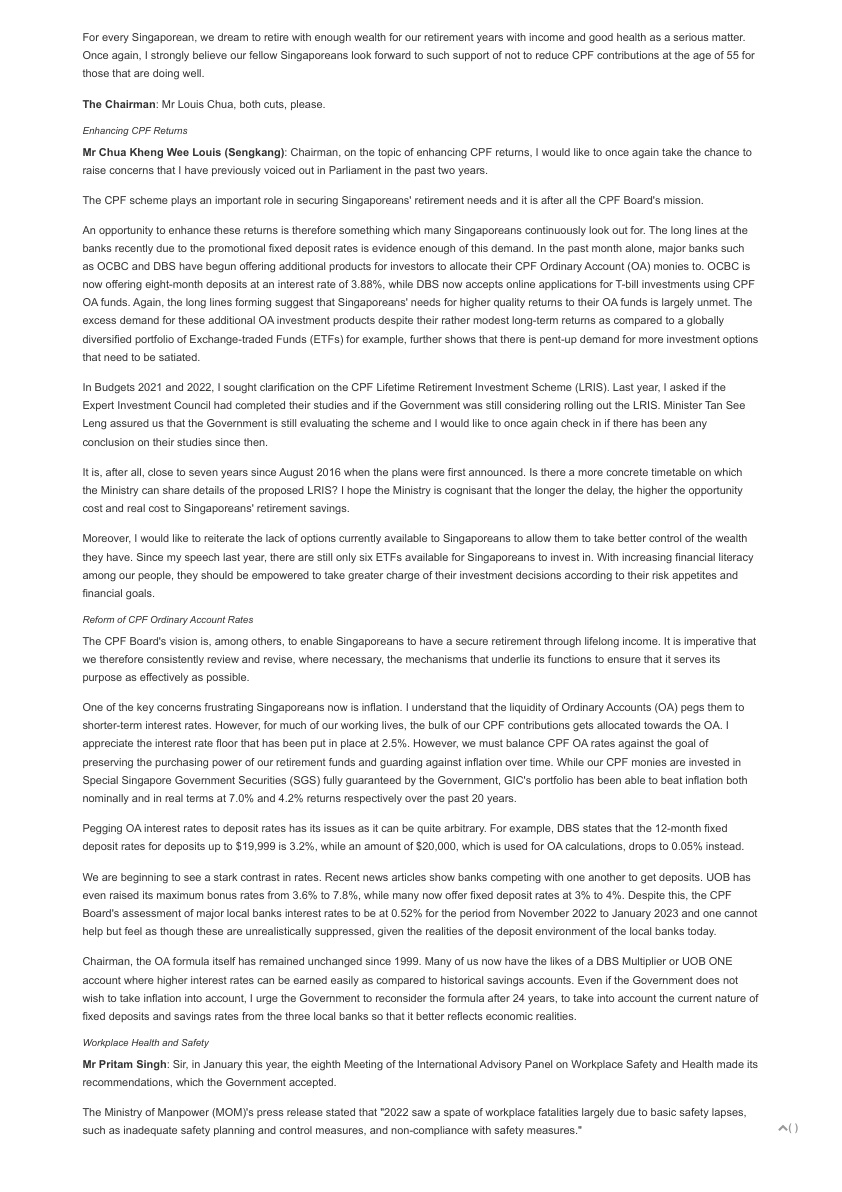 For every Singaporean, we dream to retire with enough wealth for our retirement years with income and good health as a serious matter.
Once again, I strongly believe our fellow Singaporeans look forward to such support of not to reduce CPF contributions at the age of 55 for
those that are doing well.
The Chairman: Mr Louis Chua, both cuts, please.
Enhancing CPF Returns
Mr Chua Kheng Wee Louis (Sengkang): Chairman, on the topic of enhancing CPF returns, I would like to once again take the chance to
raise concerns that I have previously voiced out in Parliament in the past two years.
The CPF scheme plays an important role in securing Singaporeans' retirement needs and it is after all the CPF Board's mission.
An opportunity to enhance these returns is therefore something which many Singaporeans continuously look out for. The long lines at the
banks recently due to the promotional fixed deposit rates is evidence enough of this demand. In the past month alone, major banks such
as OCBC and DBS have begun offering additional products for investors to allocate their CPF Ordinary Account (OA) monies to. OCBC is
now offering eight-month deposits at an interest rate of 3.88%, while DBS now accepts online applications for T-bill investments using CPF
OA funds. Again, the long lines forming suggest that Singaporeans' needs for higher quality returns to their OA funds is largely unmet. The
excess demand for these additional OA investment products despite their rather modest long-term returns as compared to a globally
diversified portfolio of Exchange-traded Funds (ETFs) for example, further shows that there is pent-up demand for more investment options
that need to be satiated.
In Budgets 2021 and 2022, I sought clarification on the CPF Lifetime Retirement Investment Scheme (LRIS). Last year, I asked if the
Expert Investment Council had completed their studies and if the Government was still considering rolling out the LRIS. Minister Tan See
Leng assured us that the Government is still evaluating the scheme and I would like to once again check in if there has been any
conclusion on their studies since then.
It is, after all, close to seven years since August 2016 when the plans were first announced. Is there a more concrete timetable on which
the Ministry can share details of the proposed LRIS? I hope the Ministry is cognisant that the longer the delay, the higher the opportunity
cost and real cost to Singaporeans' retirement savings.
Moreover, I would like to reiterate the lack of options currently available to Singaporeans to allow them to take better control of the wealth
they have. Since my speech last year, there are still only six ETFs available for Singaporeans to invest in. With increasing financial literacy
among our people, they should be empowered to take greater charge of their investment decisions according to their risk appetites and
financial goals.
Reform of CPF Ordinary Account Rates
The CPF Board's vision is, among others, to enable Singaporeans to have a secure retirement through lifelong income. It is imperative that
we therefore consistently review and revise, where necessary, the mechanisms that underlie its functions to ensure that it serves its
purpose as effectively as possible.
One of the key concerns frustrating Singaporeans now is inflation. I understand that the liquidity of Ordinary Accounts (OA) pegs them to
shorter-term interest rates. However, for much of our working lives, the bulk of our CPF contributions gets allocated towards the OA. I
appreciate the interest rate floor that has been put in place at 2.5%. However, we must balance CPF OA rates against the goal of
preserving the purchasing power of our retirement funds and guarding against inflation over time. While our CPF monies are invested in
Special Singapore Government Securities (SGS) fully guaranteed by the Government, GIC's portfolio has been able to beat inflation both
nominally and in real terms at 7.0% and 4.2% returns respectively over the past 20 years.
Pegging OA interest rates to deposit rates has its issues as it can be quite arbitrary. For example, DBS states that the 12-month fixed
deposit rates for deposits up to $19,999 is 3.2%, while an amount of $20,000, which is used for OA calculations, drops to 0.05% instead.
We are beginning to see a stark contrast in rates. Recent news articles show banks competing with one another to get deposits. UOB has
even raised its maximum bonus rates from 3.6% to 7.8%, while many now offer fixed deposit rates at 3% to 4%. Despite this, the CPF
Board's assessment of major local banks interest rates to be at 0.52% for the period from November 2022 to January 2023 and one cannot
help but feel as though these are unrealistically suppressed, given the realities of the deposit environment of the local banks today.
Chairman, the OA formula itself has remained unchanged since 1999. Many of us now have the likes of a DBS Multiplier or UOB ONE
account where higher interest rates can be earned easily as compared to historical savings accounts. Even if the Government does not
wish to take inflation into account, I urge the Government to reconsider the formula after 24 years, to take into account the current nature of
fixed deposits and savings rates from the three local banks so that it better reflects economic realities.
Workplace Health and Safety
Mr Pritam Singh: Sir, in January this year, the eighth Meeting of the International Advisory Panel on Workplace Safety and Health made its
recommendations, which the Government accepted.
The Ministry of Manpower (MOM)'s press release stated that "2022 saw a spate of workplace fatalities largely due to basic safety lapses,
such as inadequate safety planning and control measures, and non-compliance with safety measures."
( )